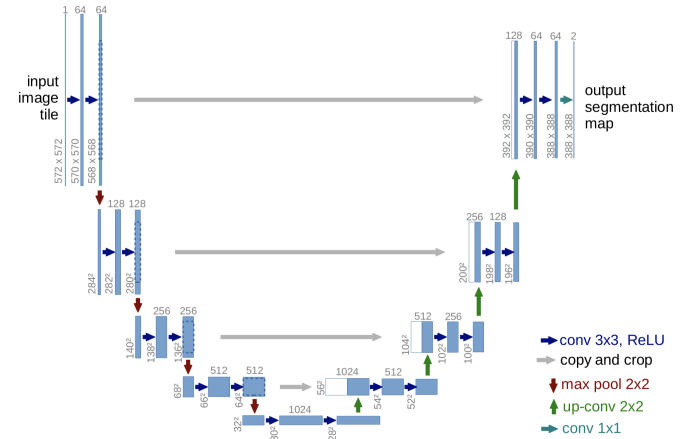 1 64 64
input
image
tile
572 x 572
570 x 570
568 x 568
128 64 64 2
output
segmentation
map
392 x 392
390 x 390
388 x 388
388 x 388
128 128
284²
282²
280²
256 128
200²
198²
196²
256 256
140²
138²
136²
512 256
104²
102²
100²
512 512
68²
66²
64²
1024 512
56²
54²
52²
1024
32²
30²
28²
conv 3x3, ReLU
copy and crop
max pool 2x2
up-conv 2x2
conv 1x1